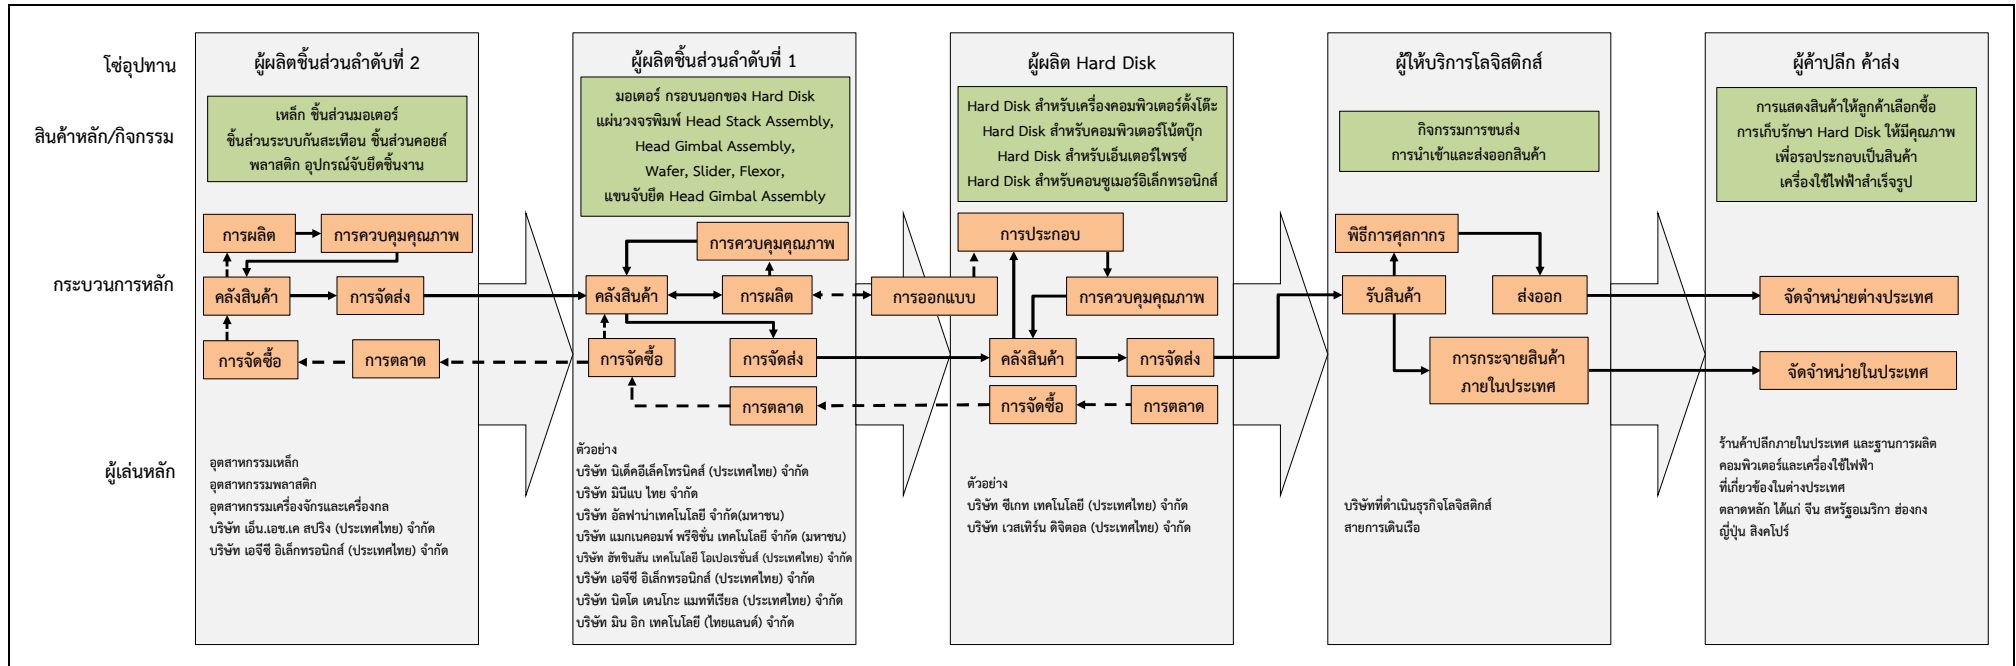 โซ่อุปทาน
ผู้ผลิตชิ้นส่วนลำดับที่ 2
ผู้ผลิตชิ้นส่วนลำดับที่ 1
ผู้ผลิต Hard Disk
ผู้ให้บริการโลจิสติกส์
ผู้ค้าปลีก ค้าส่ง
สินค้าหลัก/กิจกรรม
เหล็ก ชิ้นส่วนมอเตอร์
ชิ้นส่วนระบบกันสะเทือน ชิ้นส่วนคอยล์
พลาสติก อุปกรณ์จับยึดชิ้นงาน
มอเตอร์ กรอบนอกของ Hard Disk
แผ่นวงจรพิมพ์ Head Stack Assembly,
Head Gimbal Assembly,
Wafer, Slider, Flexor,
แขนจับยึด Head Gimbal Assembly
Hard Disk สำหรับเครื่องคอมพิวเตอร์ตั้งโต๊ะ
Hard Disk สำหรับคอมพิวเตอร์โน้ตบุ๊ก
Hard Disk สำหรับเอ็นเตอร์ไพรซ์
Hard Disk สำหรับคอนซูเมอร์อิเล็กทรอนิกส์
กิจกรรมการขนส่ง
การนำเข้าและส่งออกสินค้า
การแสดงสินค้าให้ลูกค้าเลือกซื้อ
การเก็บรักษา Hard Disk ให้มีคุณภาพ
เพื่อรอประกอบเป็นสินค้า
เครื่องใช้ไฟฟ้าสำเร็จรูป
กระบวนการหลัก
การผลิต
การควบคุมคุณภาพ
คลังสินค้า
การจัดส่ง
การจัดซื้อ
การตลาด
การควบคุมคุณภาพ
คลังสินค้า
การผลิต
การจัดซื้อ
การจัดส่ง
การตลาด
การออกแบบ
การประกอบ
การควบคุมคุณภาพ
คลังสินค้า
การจัดส่ง
การจัดซื้อ
การตลาด
พิธีการศุลกากร
รับสินค้า
ส่งออก
การกระจายสินค้า
ภายในประเทศ
จัดจำหน่ายต่างประเทศ
จัดจำหน่ายในประเทศ
ผู้เล่นหลัก
อุตสาหกรรมเหล็ก
อุตสาหกรรมพลาสติก
อุตสาหกรรมเครื่องจักรและเครื่องกล
บริษัท เอ็น.เอช.เค สปริง (ประเทศไทย) จำกัด
บริษัท เอจีซี อิเล็กทรอนิกส์ (ประเทศไทย) จำกัด
ตัวอย่าง
บริษัท นิเด็คอีเล็คโทรนิคส์ (ประเทศไทย) จำกัด
บริษัท มินีแบ ไทย จำกัด
บริษัท อัลฟาน่าเทคโนโลยี จำกัด(มหาชน)
บริษัท แมกเนคอมพ์ พรีซิชั่น เทคโนโลยี จำกัด (มหาชน)
บริษัท ฮัทชินสัน เทคโนโลยี โอเปอเรชั่นส์ (ประเทศไทย) จำกัด
บริษัท เอจีซี อิเล็กทรอนิกส์ (ประเทศไทย) จำกัด
บริษัท นิตโต เดนโกะ แมททีเรียล (ประเทศไทย) จำกัด
บริษัท มิน อิก เทคโนโลยี (ไทยแลนด์) จำกัด
ตัวอย่าง
บริษัท ซีเกท เทคโนโลยี (ประเทศไทย) จำกัด
บริษัท เวสเทิร์น ดิจิตอล (ประเทศไทย) จำกัด
บริษัทที่ดำเนินธุรกิจโลจิสติกส์
สายการเดินเรือ
ร้านค้าปลีกภายในประเทศ และฐานการผลิต
คอมพิวเตอร์และเครื่องใช้ไฟฟ้า
ที่เกี่ยวข้องในต่างประเทศ
ตลาดหลัก ได้แก่ จีน สหรัฐอเมริกา ฮ่องกง
ญี่ปุ่น สิงคโปร์